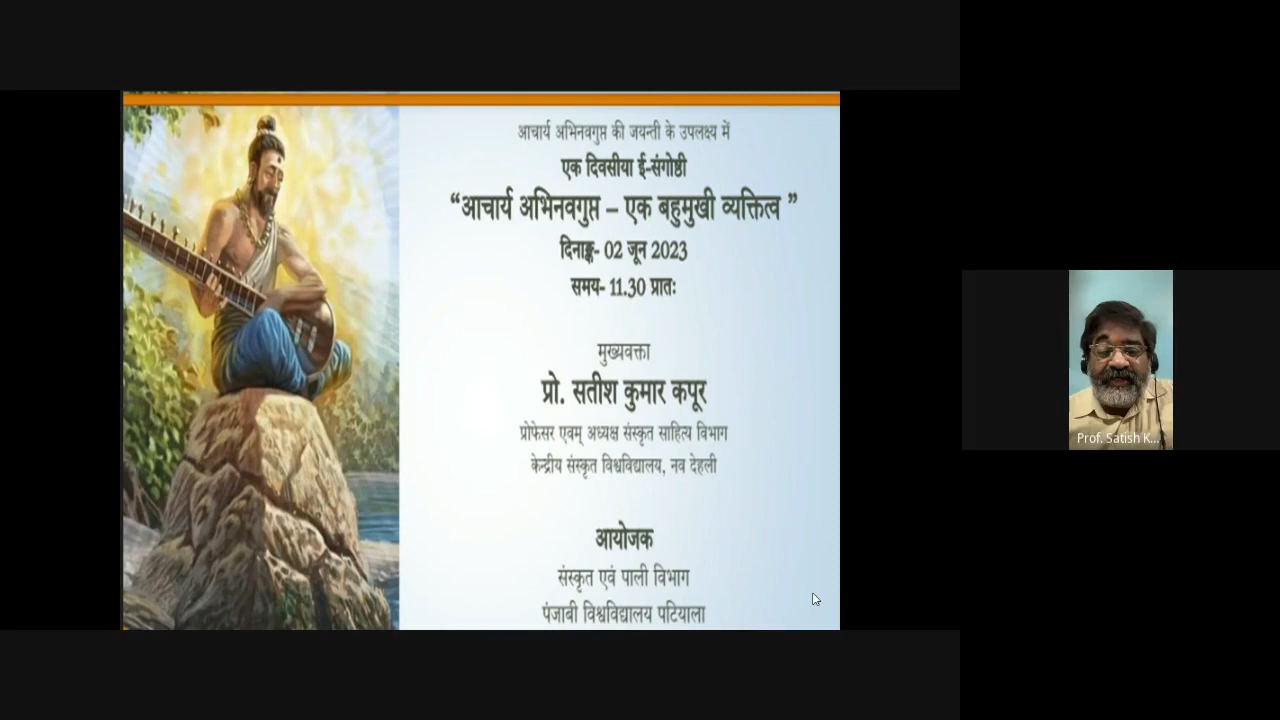 आचार्य अभिनवगुप्त की जयन्ती के उपलक्ष्य में
एक दिवसीया ई-संगोष्ठी
“आचार्य अभिनवगुप्त – एक बहुमुखी व्यक्तित्व ”
दिनाङ्क- 02 जून 2023
समय- 11.30 प्रातः
मुख्यवक्ता
प्रो. सतीश कुमार कपूर
प्रोफेसर एवम् अध्यक्ष संस्कृत साहित्य विभाग
केन्द्रीय संस्कृत विश्वविद्यालय, नव देहली
आयोजक
संस्कृत एवं पाली विभाग
पंजाबी विश्वविद्यालय पटियाला
Prof. Satish K...